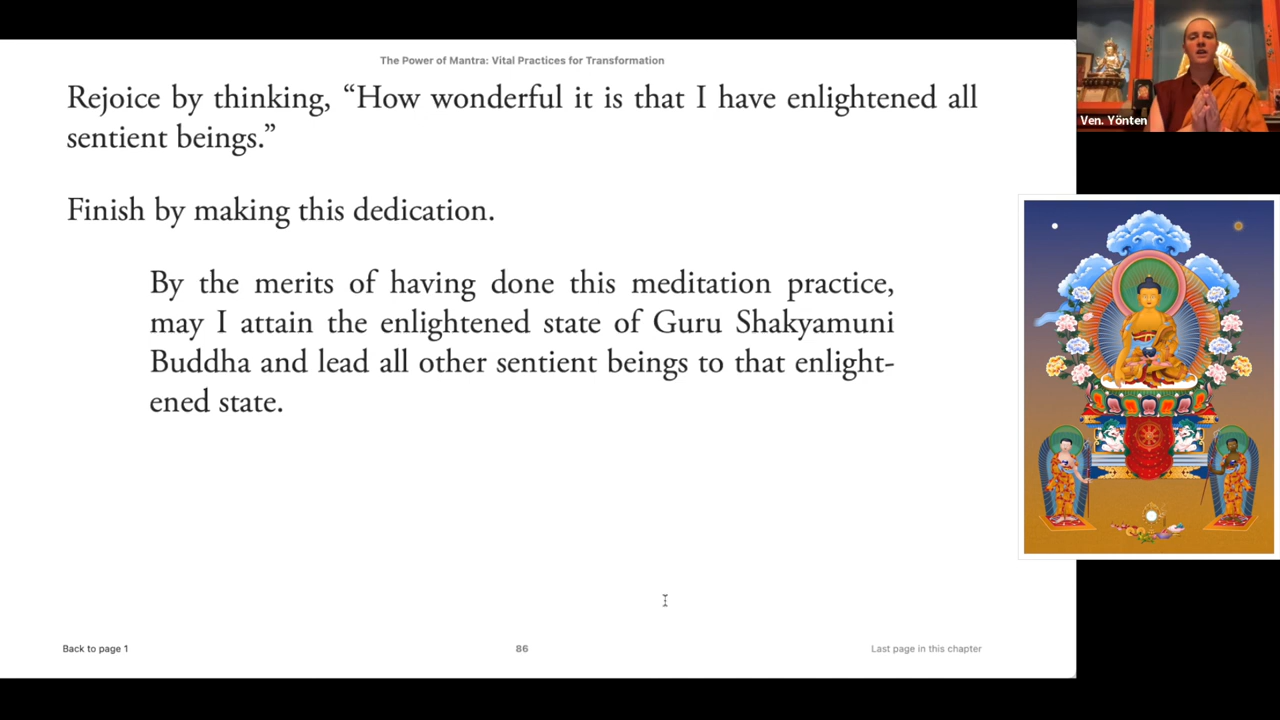 The Power of Mantra: Vital Practices for Transformation
Rejoice by thinking, “How wonderful it is that I have enlightened all
sentient beings.”
Finish by making this dedication.
By the merits of having done this meditation practice,
may I attain the enlightened state of Guru Shakyamuni
Buddha and lead all other sentient beings to that enlight-
ened state.
Back to page 1
86
Last page in this chapter
Ven. Yönten